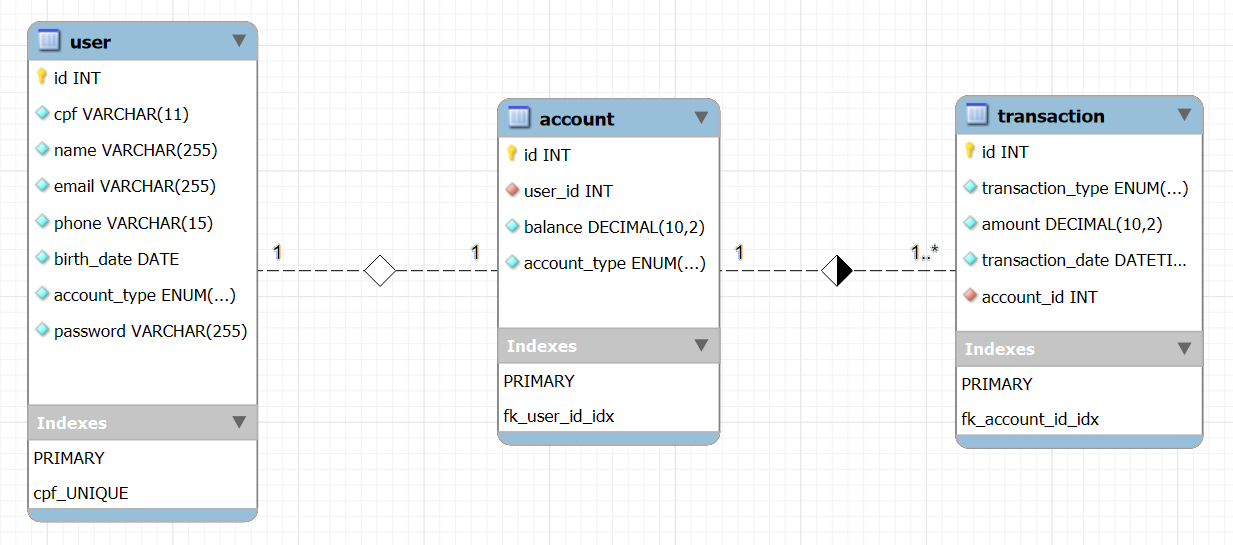 user
id INT
cpf VARCHAR(11)
name VARCHAR(255)
email VARCHAR(255)
phone VARCHAR(15)
birth_date DATE
account_type ENUM(...)
password VARCHAR(255)
Indexes
PRIMARY
cpf_UNIQUE
1
1
account
id INT
user_id INT
balance DECIMAL(10,2)
account_type ENUM(...)
Indexes
PRIMARY
fk_user_id_idx
1
1..*
transaction
id INT
transaction_type ENUM(...)
amount DECIMAL(10,2)
transaction_date DATETI...
account_id INT
Indexes
PRIMARY
fk_account_id_idx